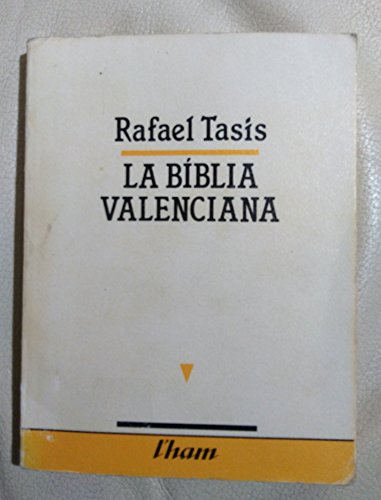 Rafael Tasis
LA BÍBLIA
VALENCIANA
l'ham